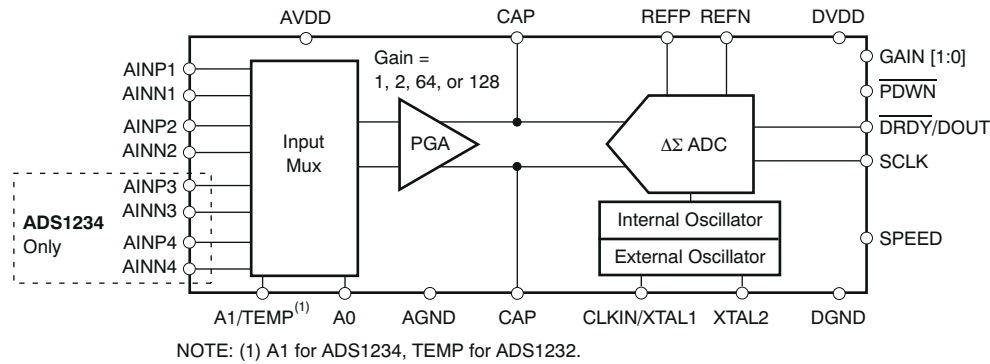 AVDD CAP REFP REFN DVDD
Gain =
1, 2, 64, or 128
AINP1
AINN1
AINP2
AINN2
AINP3
AINN3
AINP4
AINN4
ADS1234
Only
Input
Mux
PGA
ΔΣ ADC
Internal Oscillator
External Oscillator
GAIN [1:0]
PDWN
DRDY/DOUT
SCLK
SPEED
A1/TEMP(1) A0 AGND CAP CLKIN/XTAL1 XTAL2 DGND
NOTE: (1) A1 for ADS1234, TEMP for ADS1232.